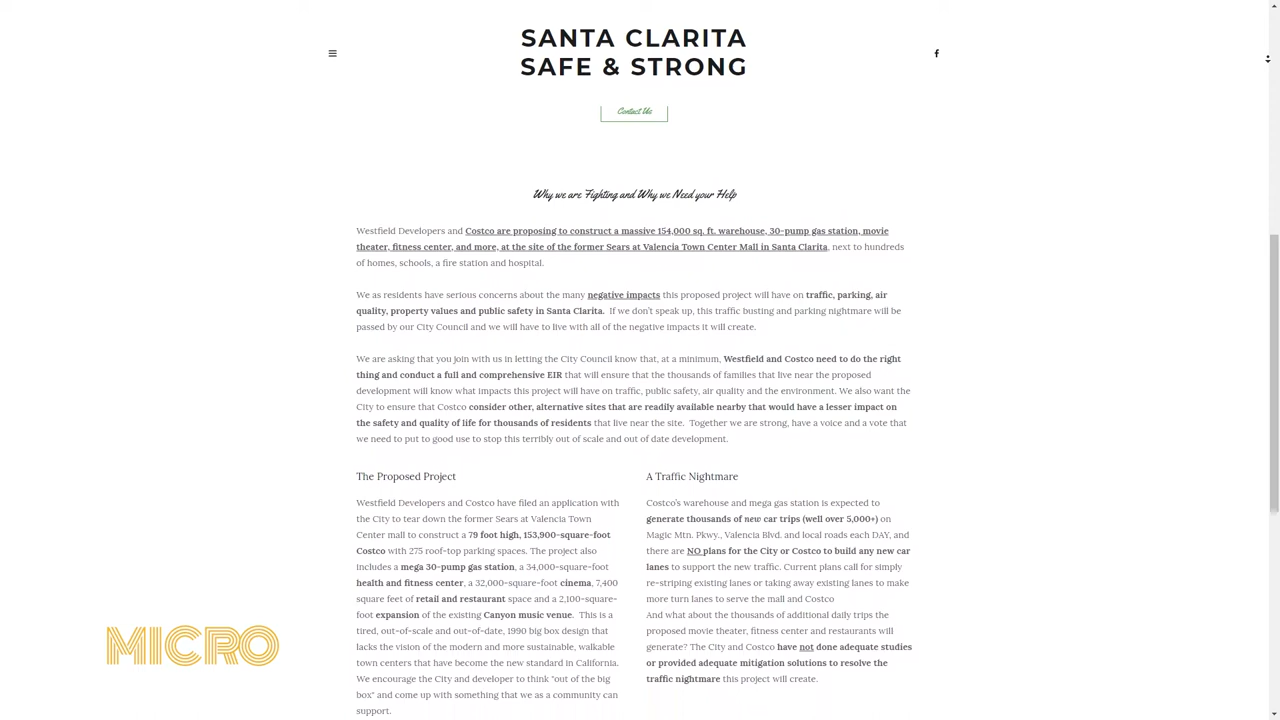 SANTA CLARITA
SAFE & STRONG
Contact Us
Why we are Fighting and Why we Need your Help
Westfield Developers and Costco are proposing to construct a massive 154,000 sq. ft. warehouse, 30-pump gas station, movie
theater, fitness center, and more, at the site of the former Sears at Valencia Town Center Mall in Santa Clarita, next to hundreds
of homes, schools, a fire station and hospital.
We as residents have serious concerns about the many negative impacts this proposed project will have on traffic, parking, air
quality, property values and public safety in Santa Clarita. If we don't speak up, this traffic busting and parking nightmare will be
passed by our City Council and we will have to live with all of the negative impacts it will create.
We are asking that you join with us in letting the City Council know that, at a minimum, Westfield and Costco need to do the right
thing and conduct a full and comprehensive EIR that will ensure that the thousands of families that live near the proposed
development will know what impacts this project will have on traffic, public safety, air quality and the environment. We also want the
City to ensure that Costco consider other, alternative sites that are readily available nearby that would have a lesser impact on
the safety and quality of life for thousands of residents that live near the site. Together we are strong, have a voice and a vote that
we need to put to good use to stop this terribly out of scale and out of date development.
The Proposed Project
Westfield Developers and Costco have filed an application with
the City to tear down the former Sears at Valencia Town
Center mall to construct a 79 foot high, 153,900-square-foot
Costco with 275 roof-top parking spaces. The project also
includes a mega 30-pump gas station, a 34,000-square-foot
health and fitness center, a 32,000-square-foot cinema, 7,400
square feet of retail and restaurant space and a 2,100-square-
foot expansion of the existing Canyon music venue. This is a
tired, out-of-scale and out-of-date, 1990 big box design that
lacks the vision of the modern and more sustainable, walkable
town centers that have become the new standard in California.
We encourage the City and developer to think "out of the big
box" and come up with something that we as a community can
support.
A Traffic Nightmare
Costco's warehouse and mega gas station is expected to
generate thousands of new car trips (well over 5,000+) on
Magic Mtn. Pkwy., Valencia Blvd. and local roads each DAY, and
there are NO plans for the City or Costco to build any new car
lanes to support the new traffic. Current plans call for simply
re-striping existing lanes or taking away existing lanes to make
more turn lanes to serve the mall and Costco
And what about the thousands of additional daily trips the
proposed movie theater, fitness center and restaurants will
generate? The City and Costco have not done adequate studies
or provided adequate mitigation solutions to resolve the
traffic nightmare this project will create.
MICRO